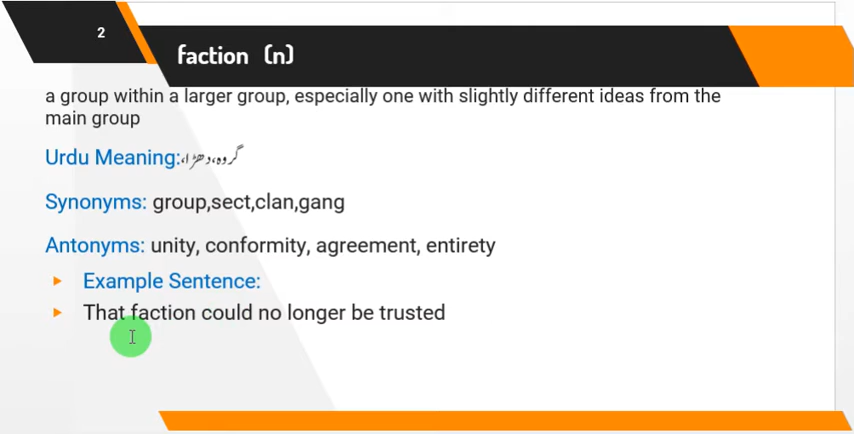 2
faction (n)
a group within a larger group, especially one with slightly different ideas from the
main group
Urdu Meaning:گروہ،دھڑا،
Synonyms: group,sect,clan,gang
Antonyms: unity, conformity, agreement, entirety
Example Sentence:
That faction could no longer be trusted